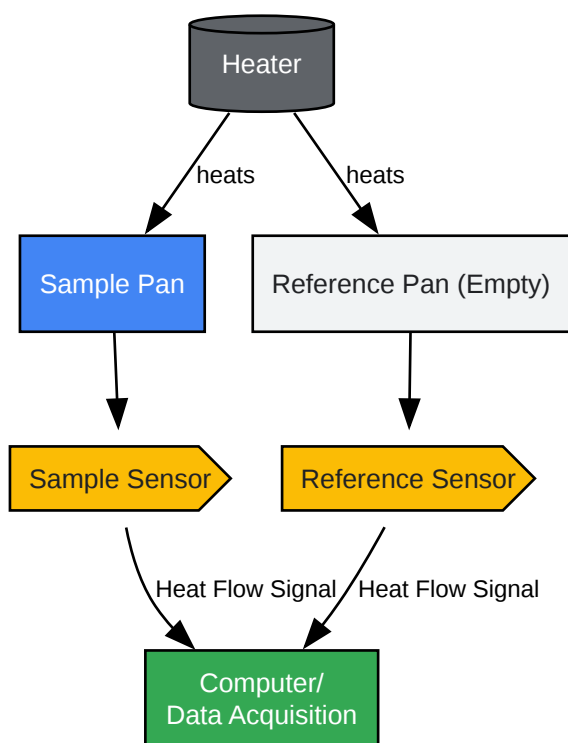 Heater
heats
heats
Sample Pan
Reference Pan (Empty)
Sample Sensor
Reference Sensor
Heat Flow Signal
Heat Flow Signal
Computer/
Data Acquisition